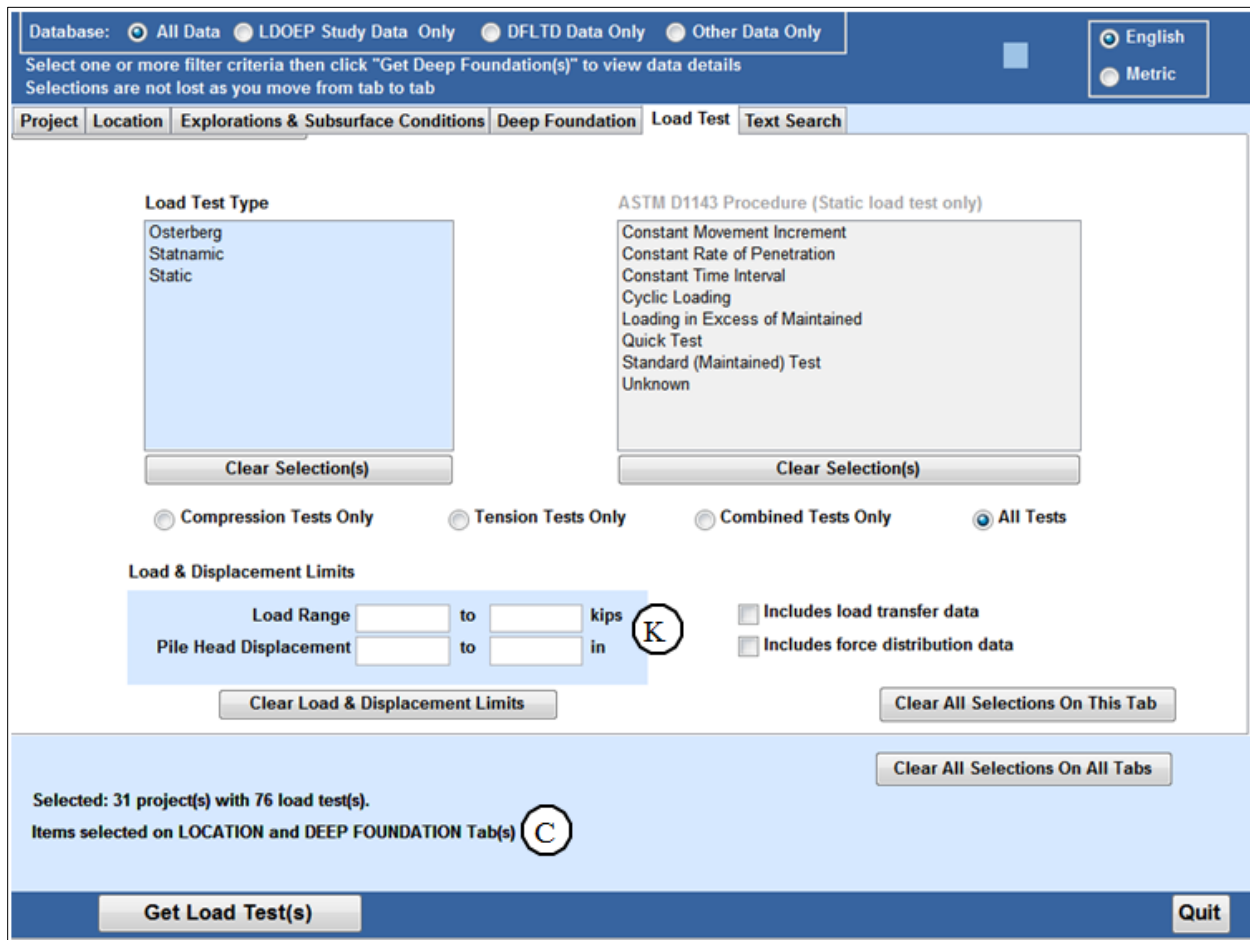 Database: All Data LDOEP Study Data Only DFLTD Data Only Other Data Only
English
Select one or more filter criteria then click "Get Deep Foundation(s)" to view data details
Metric
Selections are not lost as you move from tab to tab
Project Location Explorations & Subsurface Conditions Deep Foundation Load Test Text Search
Load Test Type
Osterberg
Statnamic
Static
Clear Selection(s)
ASTM D1143 Procedure (Static load test only)
Constant Movement Increment
Constant Rate of Penetration
Constant Time Interval
Cyclic Loading
Loading in Excess of Maintained
Quick Test
Standard (Maintained) Test
Unknown
Clear Selection(s)
Compression Tests Only Tension Tests Only Combined Tests Only All Tests
Load & Displacement Limits
Load Range to kips
Pile Head Displacement to in
K
Includes load transfer data
Includes force distribution data
Clear Load & Displacement Limits
Clear All Selections On This Tab
Clear All Selections On All Tabs
Selected: 31 project(s) with 76 load test(s).
Items selected on LOCATION and DEEP FOUNDATION Tab(s) C
Get Load Test(s)
Quit